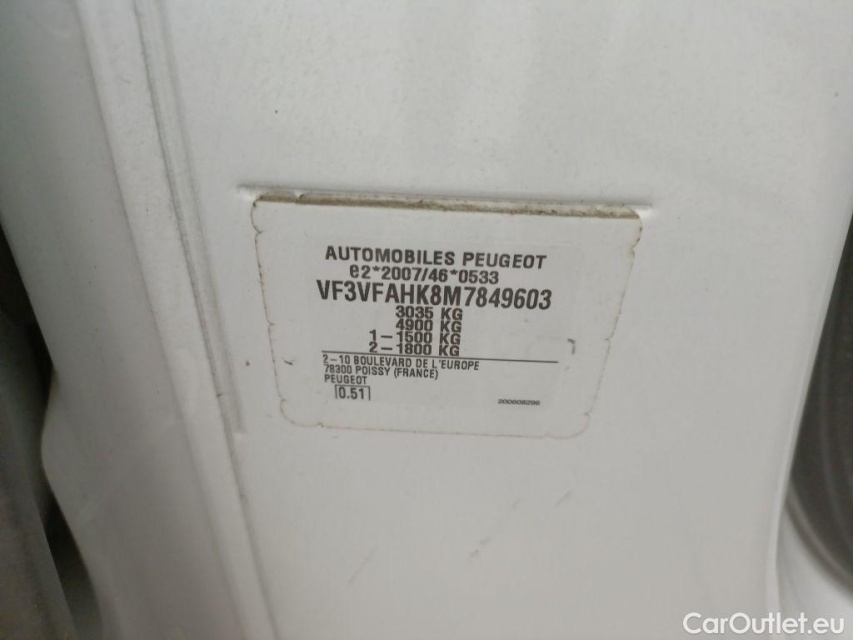 AUTOMOBILES PEUGEOT
e2*2007/46*0533
VF3VFAHK8M7849603
3035 KG
4900 KG
1-1500 KG
2-1800 KG
2-10 BOULEVARD DE L'EUROPE
78300 POISSY (FRANCE)
PEUGEOT
0.51
CarOutlet.eu